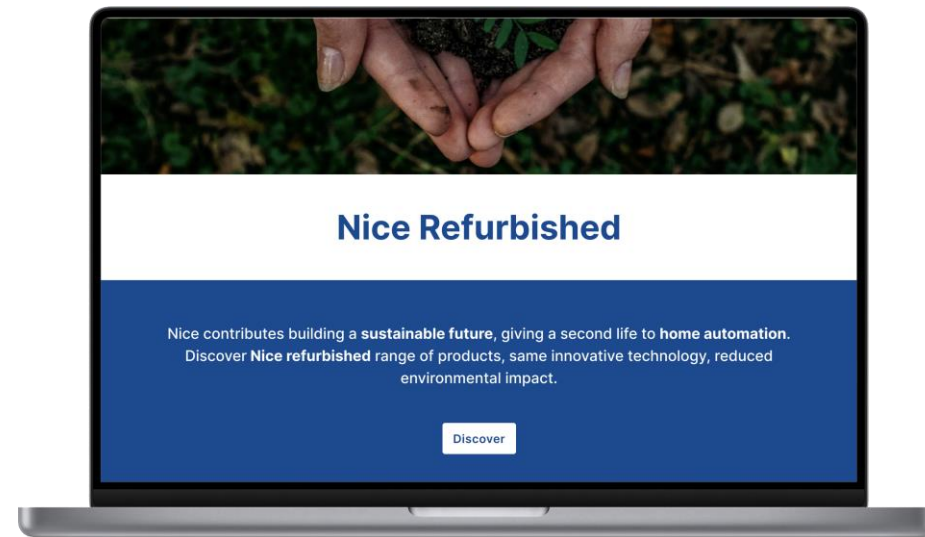 Nice Refurbished
Nice contributes building a sustainable future, giving a second life to home automation.
Discover Nice refurbished range of products, same innovative technology, reduced
environmental impact.
Discover